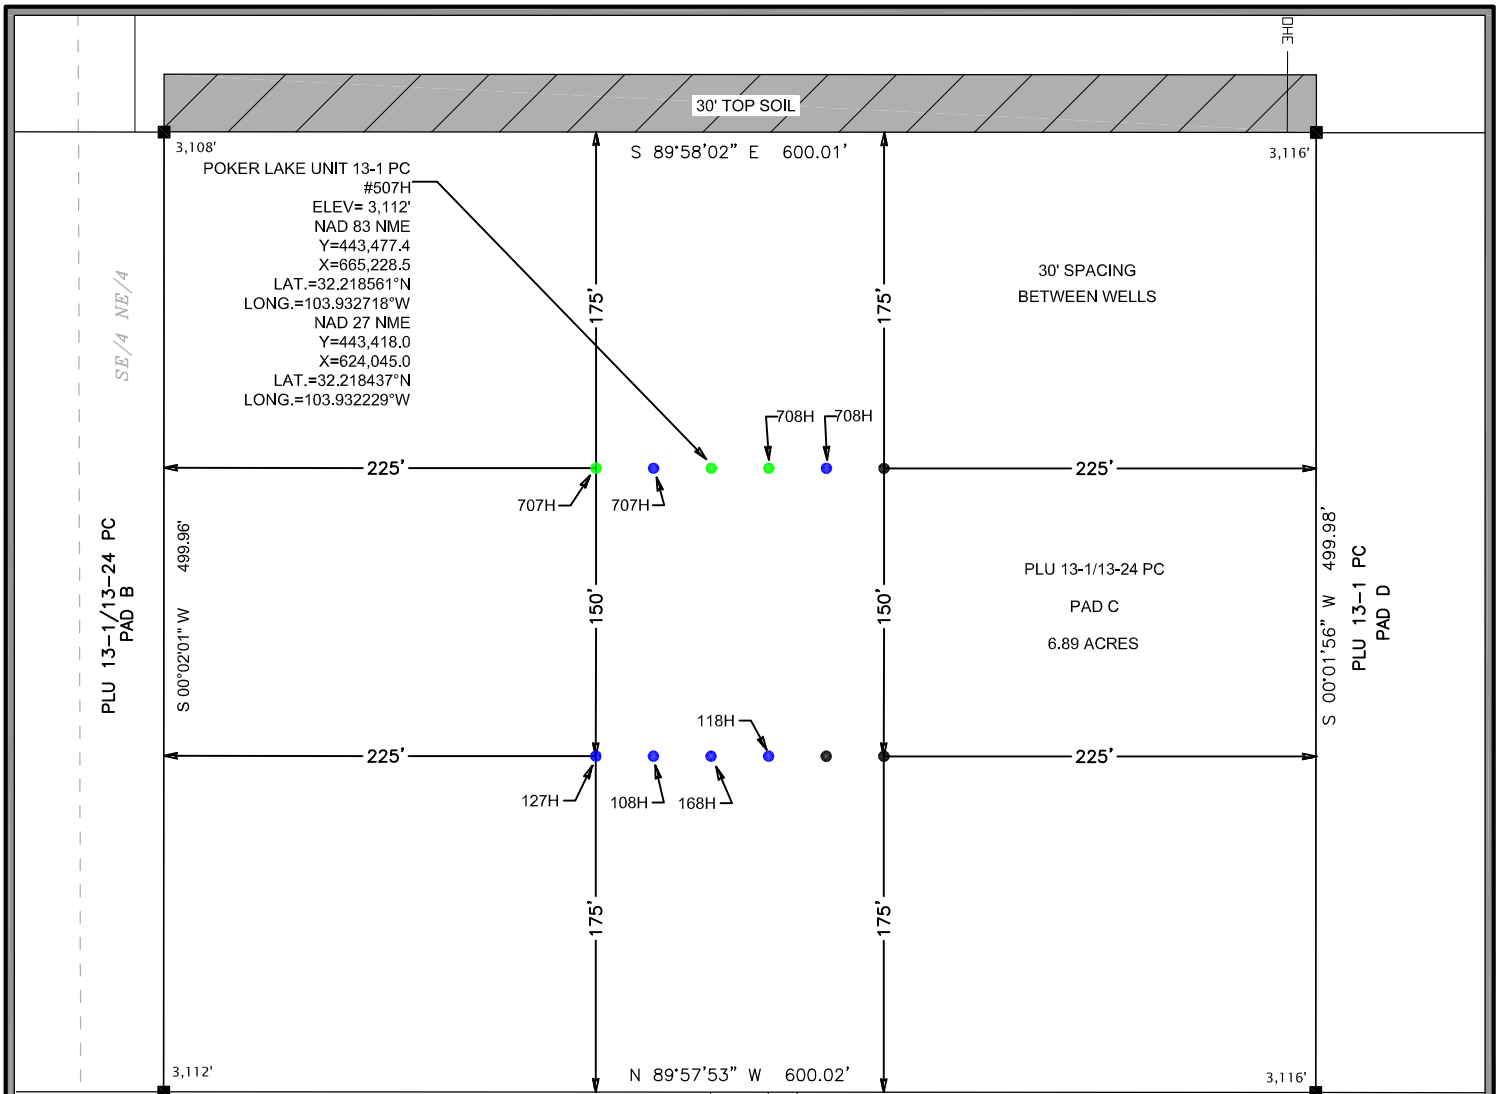 OHE
30' TOP SOIL
3,108'
S 89°58'02" E 600.01'
3,116'
POKER LAKE UNIT 13-1 PC
#507H
ELEV= 3,112'
NAD 83 NME
Y=443,477.4
X=665,228.5
LAT.=32.218561°N
LONG.=103.932718°W
NAD 27 NME
Y=443,418.0
X=624,045.0
LAT.=32.218437°N
LONG.=103.932229°W
SE/4 NE/4
175'
175'
30' SPACING
BETWEEN WELLS
708H
708H
225'
225'
707H
707H
PLU 13-1/13-24 PC
PAD B
S 00°02'01" W 499.96'
150'
150'
PLU 13-1/13-24 PC
PAD C
6.89 ACRES
S 00°01'56" W 499.98'
PLU 13-1 PC
PAD D
118H
225'
225'
127H
108H
168H
175'
175'
3,112'
N 89°57'53" W 600.02'
3,116'